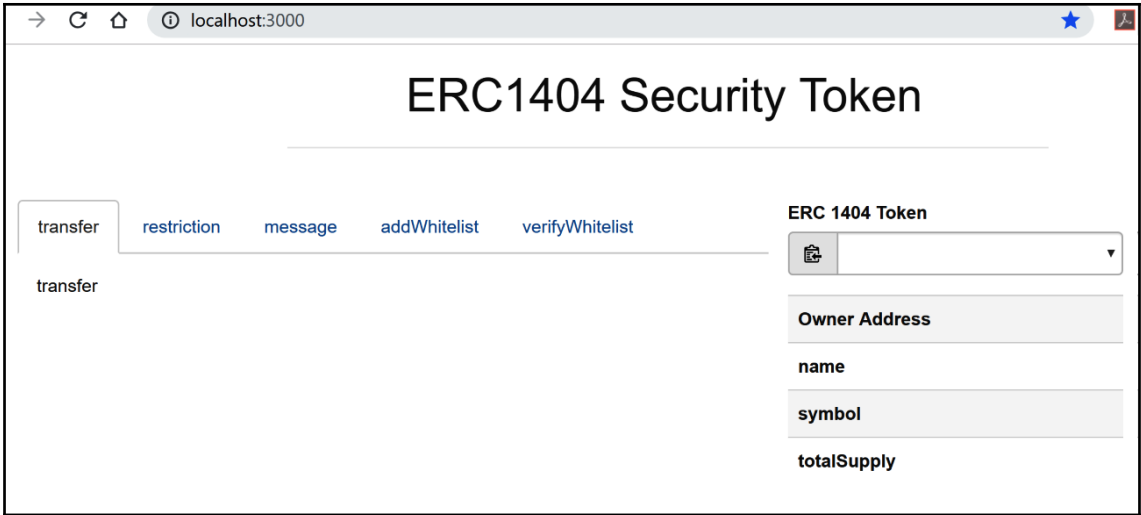 localhost:3000
ERC1404 Security Token
transfer restriction message addWhitelist verifyWhitelist
transfer
ERC 1404 Token
Owner Address
name
symbol
totalSupply